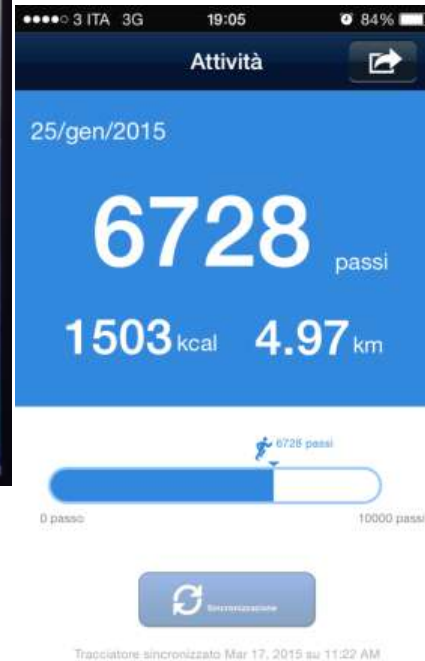 3 ITA 3G 19:05 84%
Attività
25/gen/2015
6728 passi
1503 kcal 4.97 km
6728 passi
0 passo 10000 passi
Sincronizzazione
Tracciatore sincronizzato Mar 17, 2015 su 11:22 AM